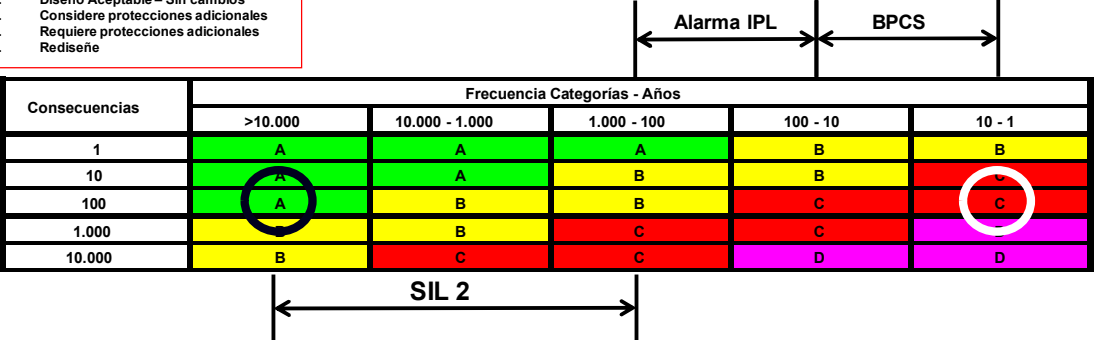 . Diseño Aceptable – Sin cambios
. Considere protecciones adicionales
. Requiere protecciones adicionales
. Rediseñe
Alarma IPL BPCS
Consecuencias Frecuencia Categorías - Años
>10.000 10.000 - 1.000 1.000 - 100 100 - 10 10 - 1
1 A A A B B
10 A A B B C
100 A B B C C
1.000 B C C
10.000 B C C D D
SIL 2